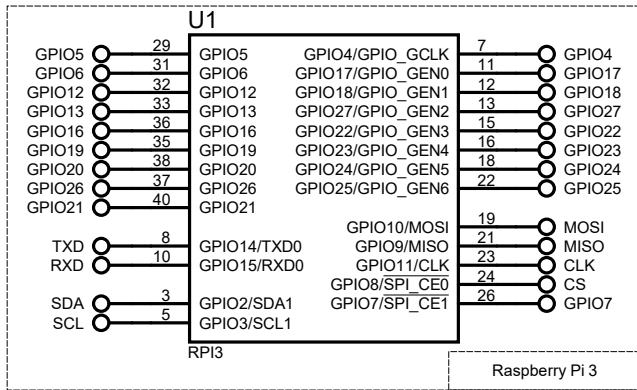 U1
GPIO5 29 GPIO5 GPIO4/GPIO_GCLK 7 GPIO4
GPIO6 31 GPIO6 GPIO17/GPIO_GEN0 11 GPIO17
GPIO12 32 GPIO12 GPIO18/GPIO_GEN1 12 GPIO18
GPIO13 33 GPIO13 GPIO27/GPIO_GEN2 13 GPIO27
GPIO16 36 GPIO16 GPIO22/GPIO_GEN3 15 GPIO22
GPIO19 35 GPIO19 GPIO23/GPIO_GEN4 16 GPIO23
GPIO20 38 GPIO20 GPIO24/GPIO_GEN5 18 GPIO24
GPIO26 37 GPIO26 GPIO25/GPIO_GEN6 22 GPIO25
GPIO21 40 GPIO21
GPIO10/MOSI 19 MOSI
TXD 8 GPIO14/TXD0 GPIO9/MISO 21 MISO
RXD 10 GPIO15/RXD0 GPIO11/CLK 23 CLK
GPIO8/SPI_CE0 24 CS
SDA 3 GPIO2/SDA1 GPIO7/SPI_CE1 26 GPIO7
SCL 5 GPIO3/SCL1
RPI3
Raspberry Pi 3